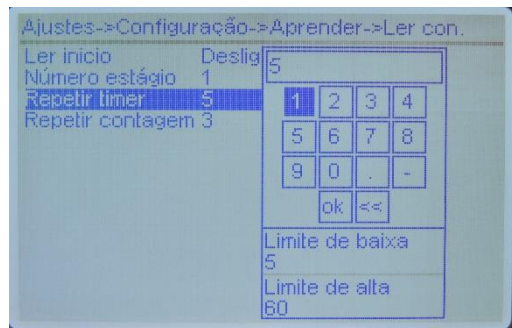 Ajustes->Configuração->Aprender->Ler con.
Ler inicio Deslig
Número estágio 1
Repetir timer 5
Repetir contagem 3
5
1 2 3 4
5 6 7 8
9 0 . -
ok <<
Limite de baixa
5
Limite de alta
60